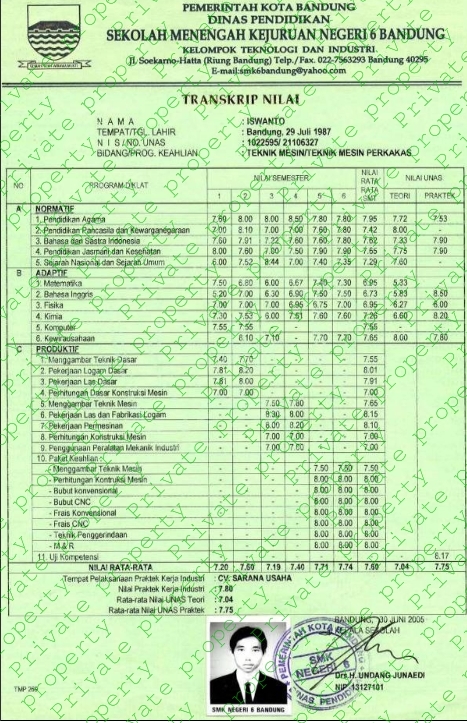 PEMERINTAH KOTA BANDUNG
DINAS PENDIDIKAN
SEKOLAH MENENGAH KEJURUAN NEGERI 6 BANDUNG
KELOMPOK TEKNOLOGI DAN INDUSTRI
Jl. Soekarno-Hatta (Riung Bandung) Telp./Fax. 022-7563293 Bandung 40295
E-mail:smk6bandung@yahoo.com
TRANSKRIP NILAI
N A M A : ISWANTO
TEMPAT/TGL. LAHIR : Bandung, 29 Juli 1987
N I S / NO. UNAS : 1022595/ 21106327
BIDANG/PROG. KEAHLIAN : TEKNIK MESIN/TEKNIK MESIN PERKAKAS
NO PROGRAM DIKLAT NILAI SEMESTER NILAI RATA RATA SMT NILAI UNAS
1 2 3 4 5 6 TEORI PRAKTEK
A NORMATIF
1. Pendidikan Agama 7.60 8.00 8.00 8.50 7.80 7.80 7.95 7.72 7.53
2. Pendidikan Pancasila dan Kewarganegaraan 7.00 8.10 7.00 7.00 7.60 7.80 7.42 8.00 -
3. Bahasa dan Sastra Indonesia 7.60 7.91 7.60 7.60 7.80 7.62 7.33 7.90
4. Pendidikan Jasmani dan Kesehatan 8.00 7.60 7.00 7.50 7.90 7.90 7.65 7.75 7.90
5. Sejarah Nasional dan Sejarah Umum 7.00 7.52 8.44 7.00 7.40 7.35 7.29 7.60
B ADAPTIF
1. Matematika 7.50 6.80 6.00 6.67 7.40 7.30 6.95 5.33 -
2. Bahasa Inggris 5.20 7.00 6.30 6.90 7.50 7.50 6.73 5.83 8.50
3. Fisika 7.00 7.00 7.00 6.96 6.75 7.00 6.95 6.27 6.00
4. Kimia 7.30 7.53 6.00 7.51 7.60 7.60 7.26 6.60 8.20
5. Komputer 7.55 7.55 - - - - 7.55 - -
6. Kewirausahaan - 8.10 7.10 - 7.70 7.70 7.65 8.00 7.80
C PRODUKTIF
1. Menggambar Teknik Dasar 7.40 7.70 - - - - 7.55
2. Pekerjaan Logam Dasar 7.81 8.20 - - - - 8.01
3. Pekerjaan Las Dasar 7.81 8.00 - - - - 7.91
4. Perhitungan Dasar Konstruksi Mesin 7.00 7.00 - - - - 7.00
5. Menggambar Teknik Mesin - - 7.50 7.80 - - 7.65
6. Pekerjaan Las dan Fabrikasi Logam - - 8.30 8.00 - - 8.15
7. Pekerjaan Permesinan - - 8.00 8.20 - - 8.10
8. Perhitungan Konstruksi Mesin - - 7.00 7.00 - - 7.00
9. Penggunaan Peralatan Mekanik Industri - - 7.00 7.00 - - 7.00
10. Paket Keahlian :
- Menggambar Teknik Mesin - - - - 7.50 7.50 7.50
- Perhitungan Kontruksi Mesin - - - - 8.00 8.00 8.00
- Bubut konvensional - - - - 8.00 8.00 8.00
- Bubut CNC - - - - 8.00 8.00 8.00
- Frais Konventional - - - - 8.00 8.00 8.00
- Frais CNC - - - - 8.00 8.00 8.00
- Teknik Penggerindaan - - - - 8.00 8.00 8.00
- M & R - - - - 8.00 8.00 8.00
11. Uji Kompetensi 8.17
NILAI RATA-RATA 7.20 7.60 7.19 7.40 7.71 7.74 7.60 7.04 7.75
Tempat Pelaksanaan Praktek Kerja Industri : CV. SARANA USAHA
Nilai Praktek Kerja Industri : 7.80
Rata-rata Nilai UNAS Teori : 7.04
Rata-rata Nilai UNAS Praktek : 7.75
BANDUNG, 30 JUNI 2005
KEPALA SEKOLAH
PEMERINTAH KOTA
SMK
NEGERI 6
DINAS PENDIDIKAN
Drs.H. UNDANG JUNAEDI
NIP. 13127101
SMK NEGERI 6 BANDUNG
TMP 269
Private property